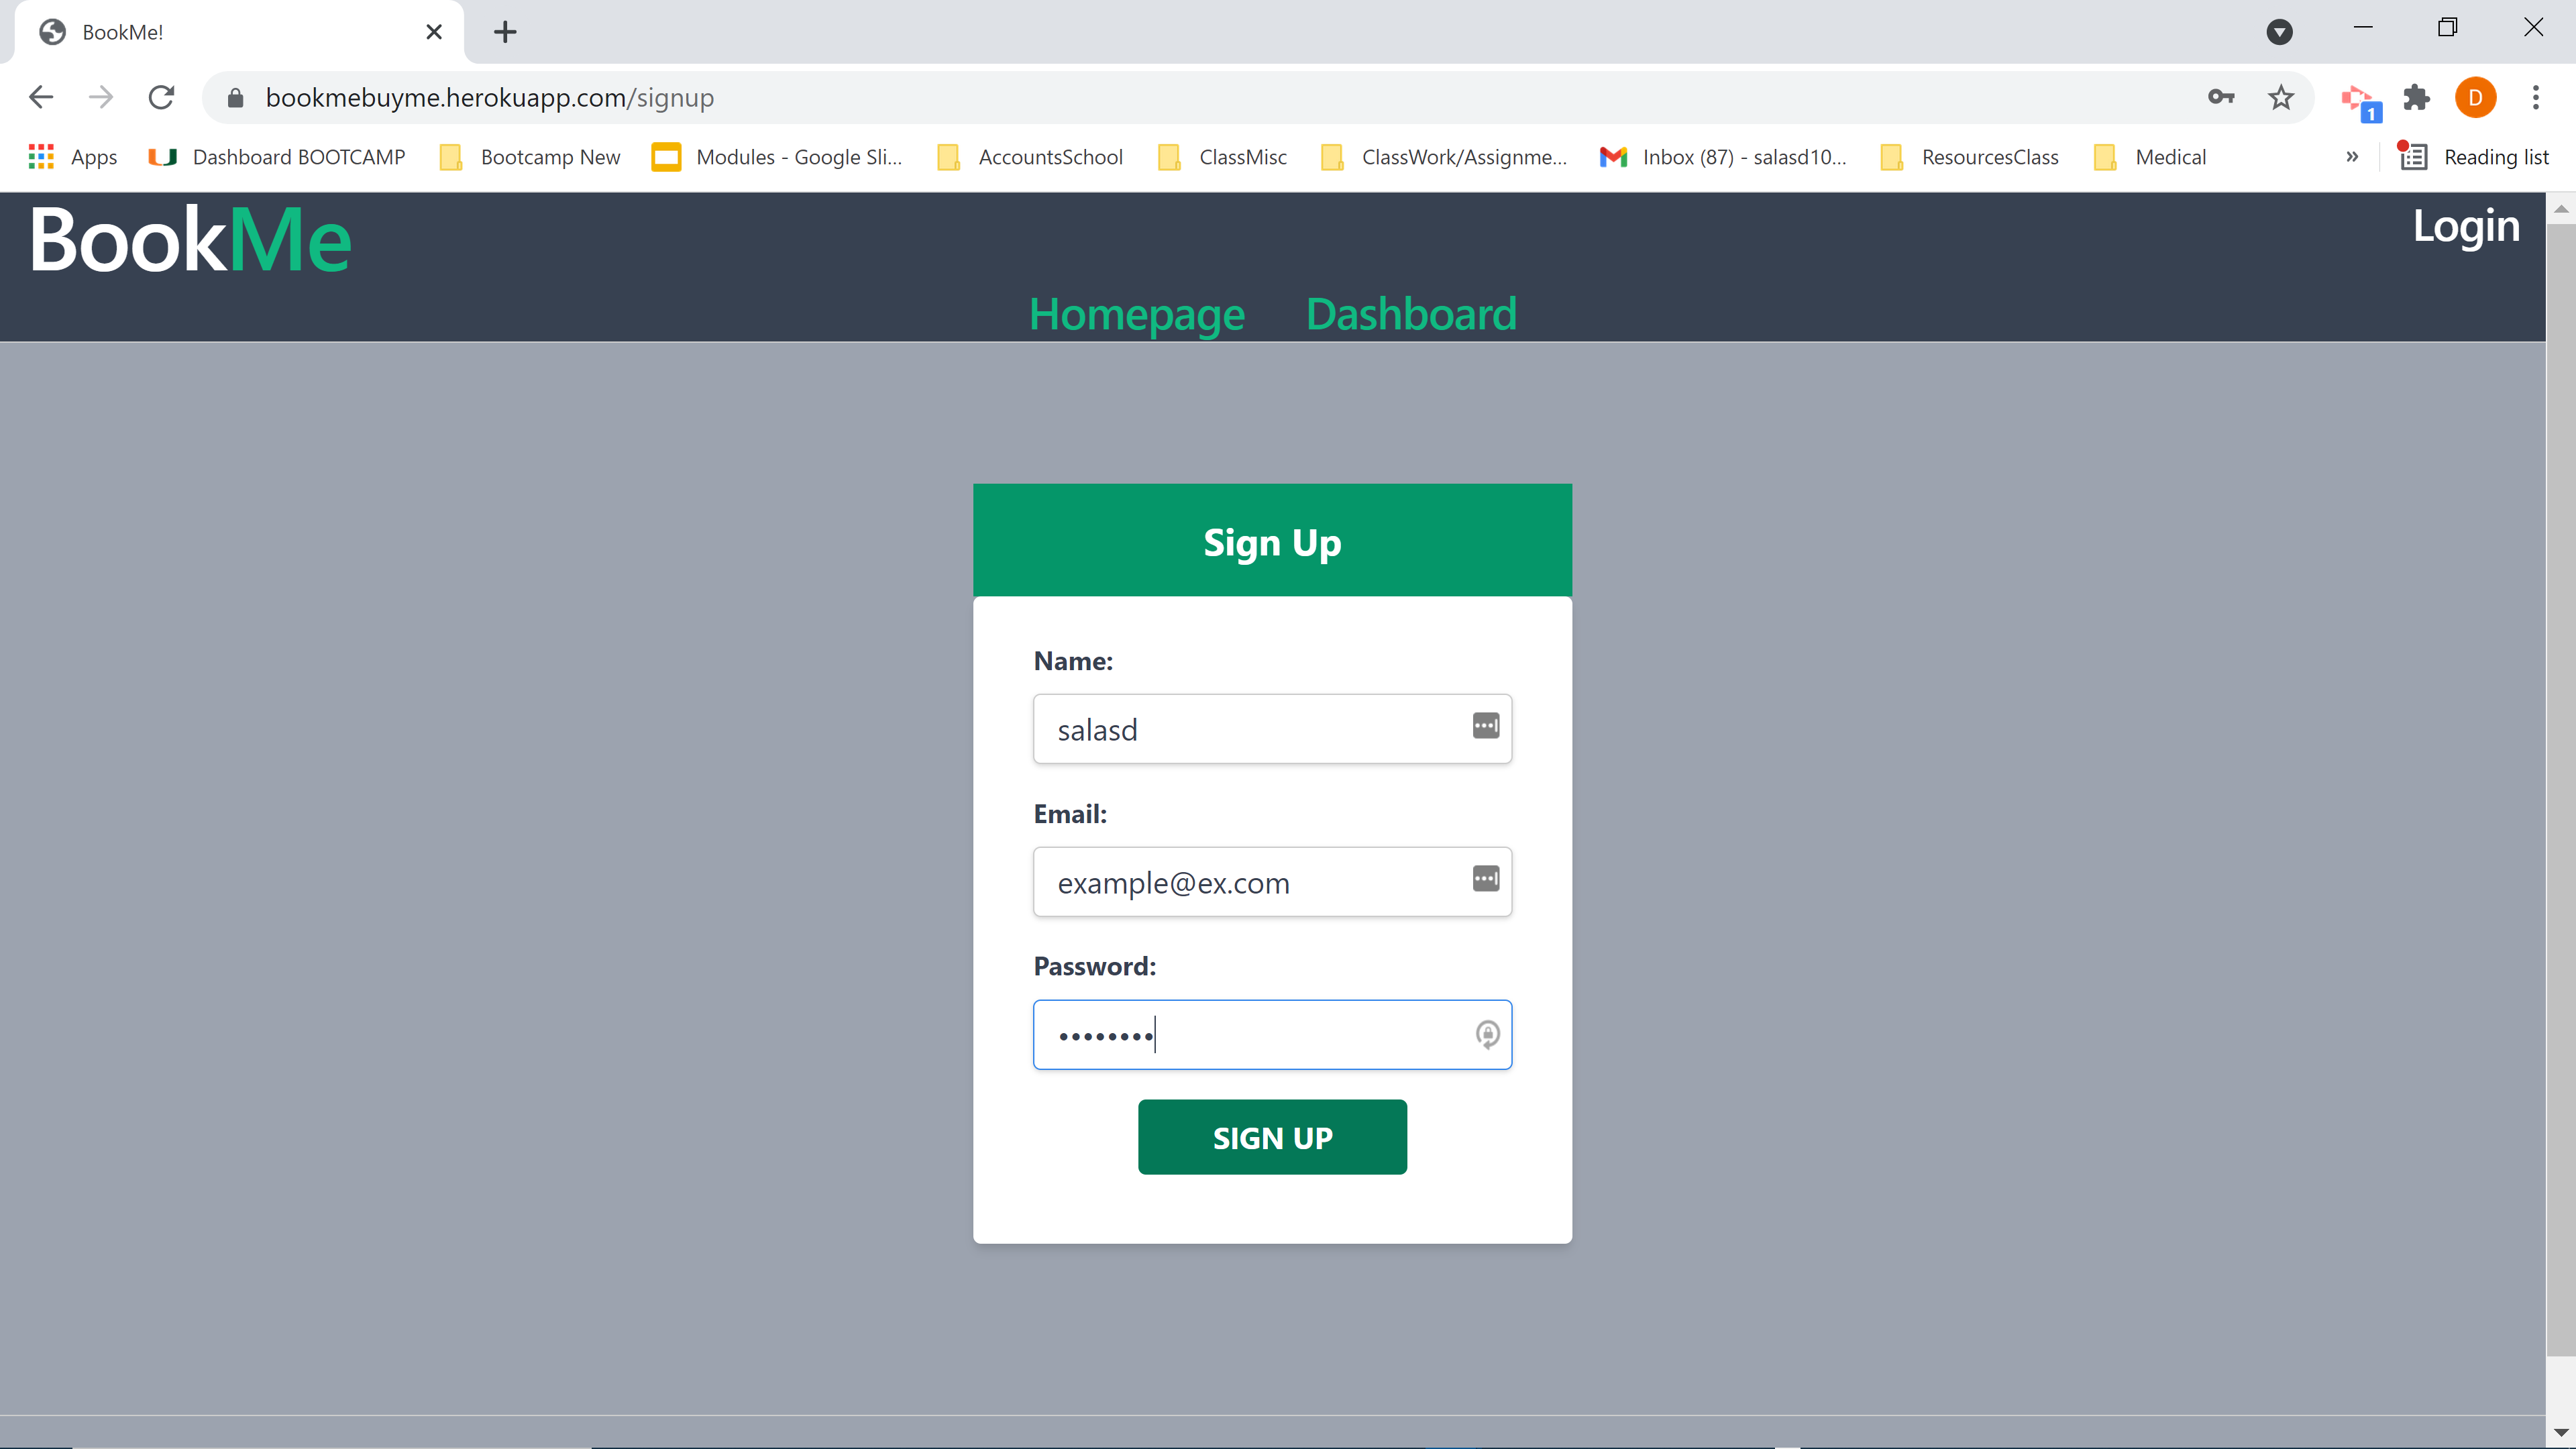 BookMe!
bookmebuyme.herokuapp.com/signup
D
1
Apps
Dashboard BOOTCAMP
Bootcamp New
Modules - Google Sli...
AccountsSchool
ClassMisc
ClassWork/Assignme...
Inbox (87) - salasd10...
ResourcesClass
Medical
»
Reading list
BookMe
Login
Homepage
Dashboard
Sign Up
Name:
salasd
Email:
example@ex.com
Password:
••••••••
SIGN UP